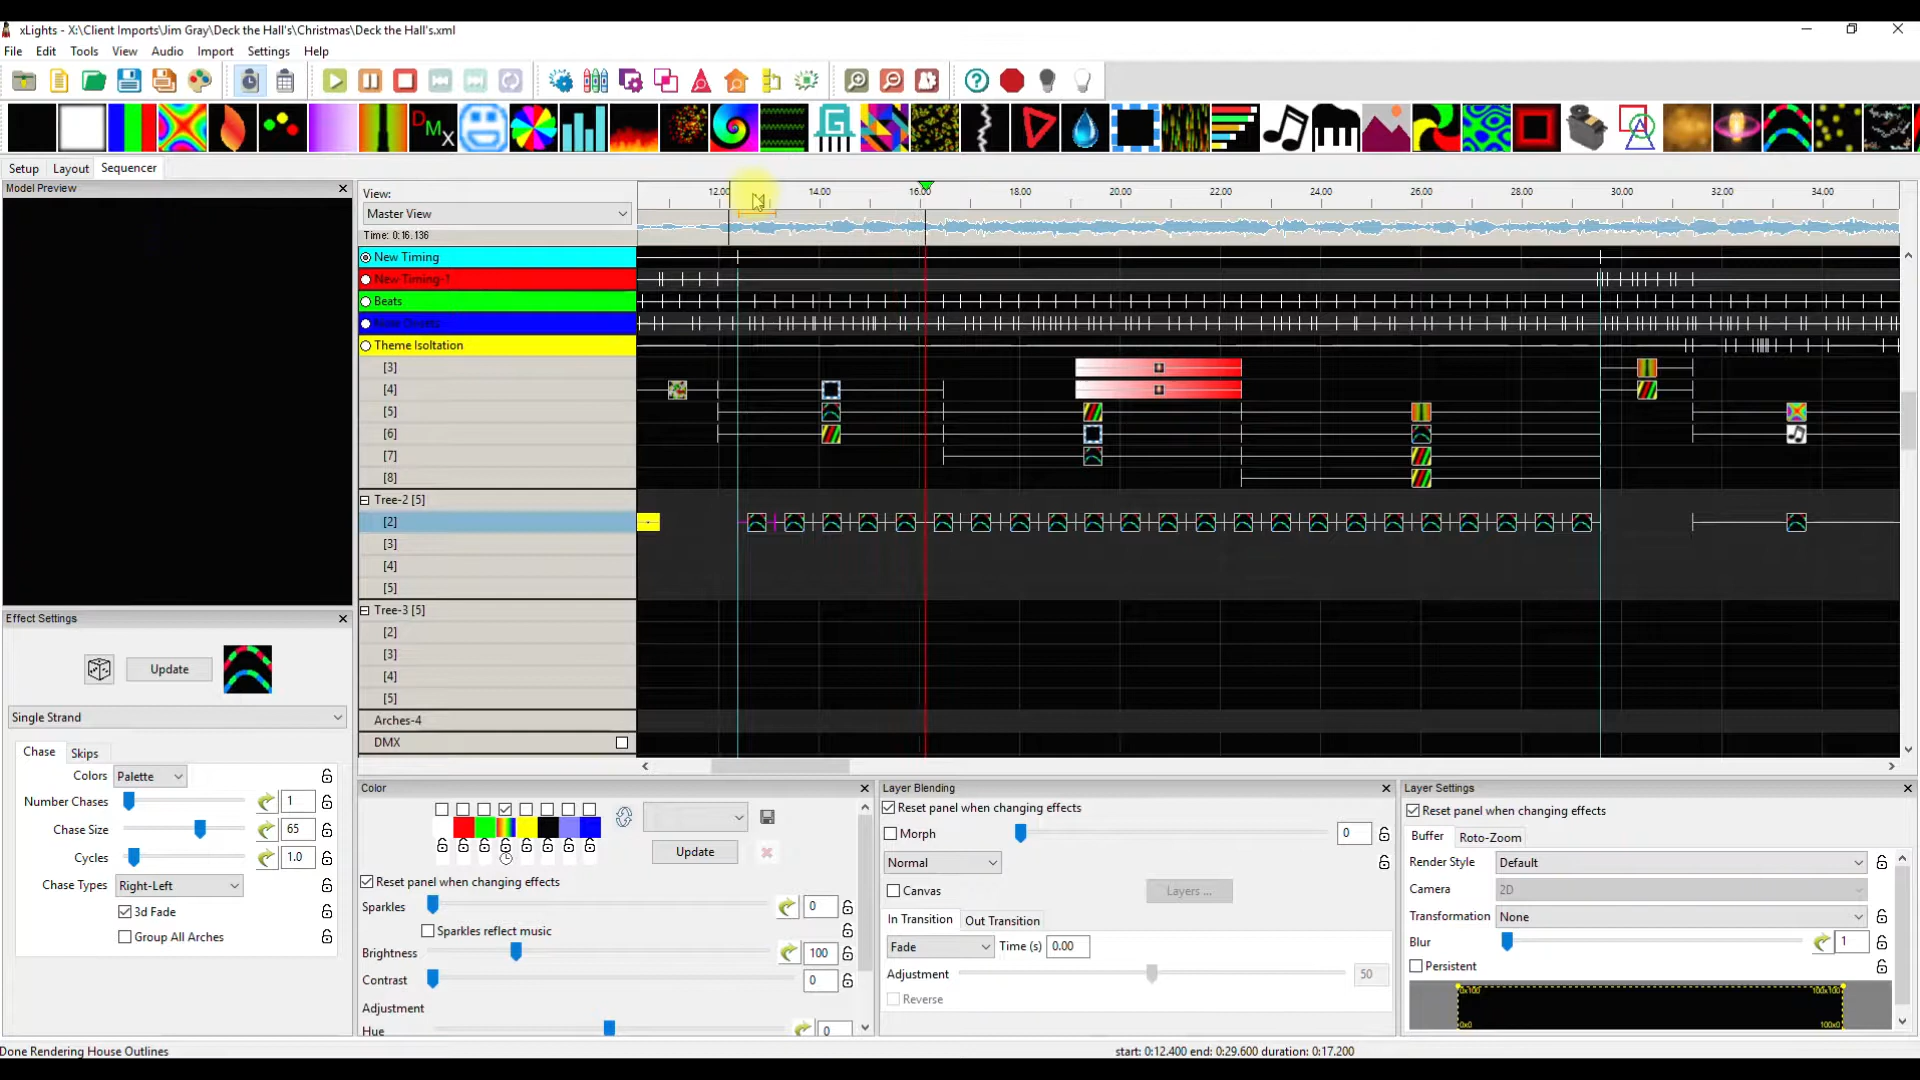 xLights - X:\Client Imports\Jim Gray\Deck the Hall's\Christmas\Deck the Hall's.xml
File Edit Tools View Audio Import Settings Help
DMX
Setup Layout Sequencer
Model Preview
View:
Master View
Time: 0:16.136
12.00 14.00 16.00 18.00 20.00 22.00 24.00 26.00 28.00 30.00 32.00 34.00
New Timing
New Timing-1
Beats
Theme Isoltation
[3]
[4]
[5]
[6]
[7]
[8]
Tree-2 [5]
[2]
[3]
[4]
[5]
Tree-3 [5]
[2]
[3]
[4]
[5]
Arches-4
DMX
Effect Settings
Update
Single Strand
Chase Skips
Colors Palette
Number Chases 1
Chase Size 65
Cycles 1.0
Chase Types Right-Left
3d Fade
Group All Arches
Color
Update
Reset panel when changing effects
Sparkles 0
Sparkles reflect music
Brightness 100
Contrast 0
Adjustment
Hue 0
Layer Blending
Reset panel when changing effects
Morph 0
Normal
Canvas Layers ...
In Transition Out Transition
Fade Time (s) 0.00
Adjustment 50
Reverse
Layer Settings
Reset panel when changing effects
Buffer Roto-Zoom
Render Style Default
Camera 2D
Transformation None
Blur 1
Persistent
0x100 100x100
0x0 100x0
Done Rendering House Outlines
start: 0:12.400 end: 0:29.600 duration: 0:17.200